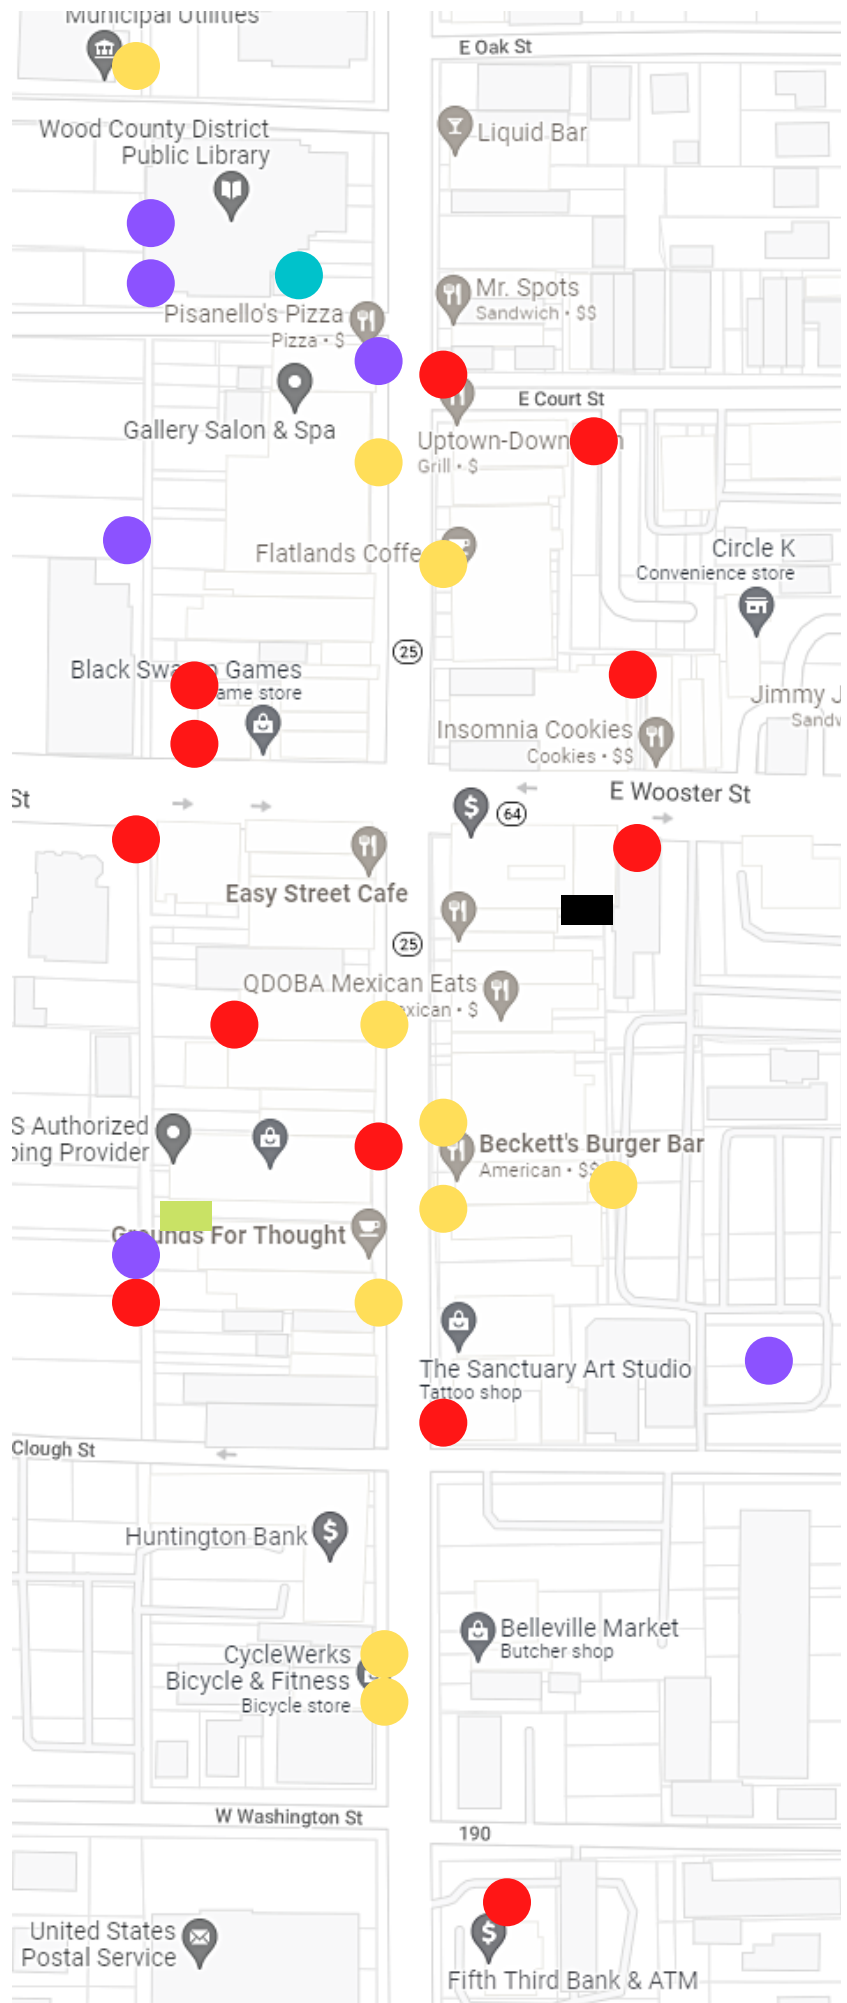 Municipal Utilities
E Oak St
Wood County District
Public Library
Liquid Bar
Mr. Spots
Sandwich • $$
Pisanello's Pizza
Pizza • $
E Court St
Gallery Salon & Spa
Uptown-Down
Grill • $
Flatlands Coffe
Circle K
Convenience store
25
Black Swa Games
ame store
Jimmy J
Sandw
Insomnia Cookies
Cookies • $$
St
E Wooster St
64
Easy Street Cafe
25
QDOBA Mexican Eats
exican • $
S Authorized
ping Provider
Beckett's Burger Bar
American • $$
Grounds For Thought
The Sanctuary Art Studio
Tattoo shop
Clough St
Huntington Bank
Belleville Market
Butcher shop
CycleWerks
Bicycle & Fitness
Bicycle store
W Washington St
190
United States
Postal Service
Fifth Third Bank & ATM